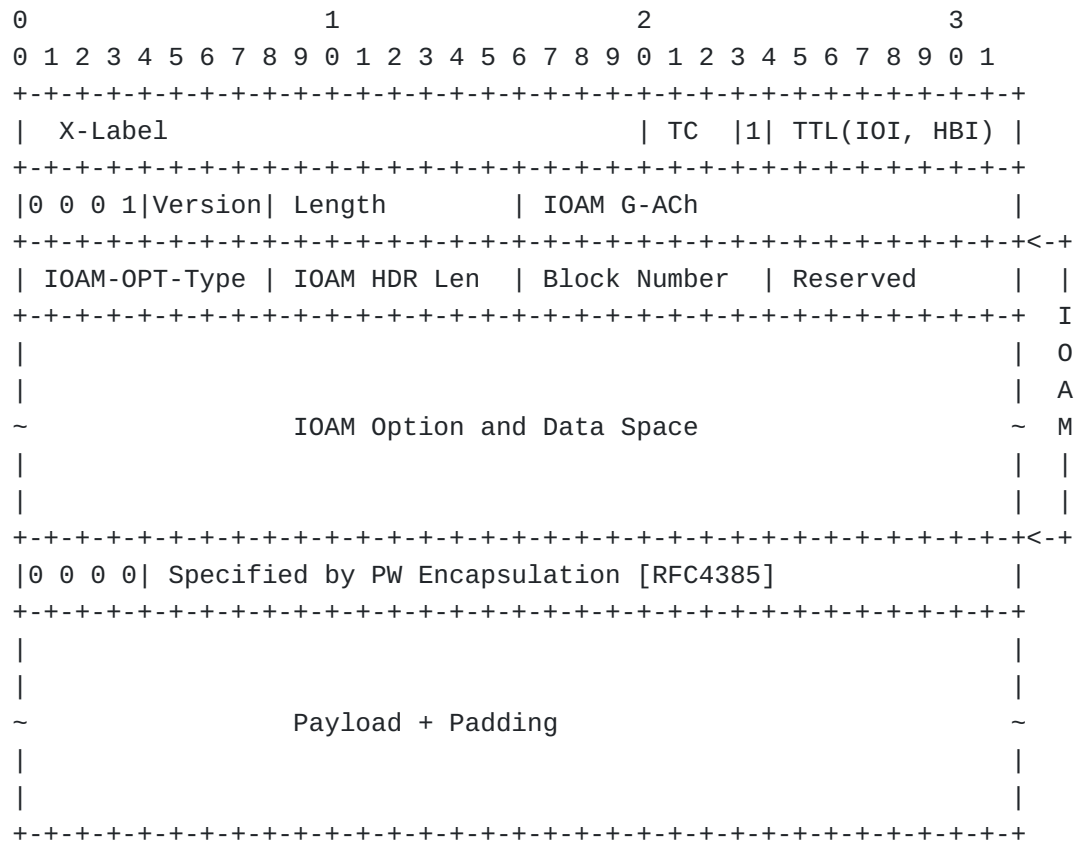 0                   1                   2                   3
0 1 2 3 4 5 6 7 8 9 0 1 2 3 4 5 6 7 8 9 0 1 2 3 4 5 6 7 8 9 0 1
+-+-+-+-+-+-+-+-+-+-+-+-+-+-+-+-+-+-+-+-+-+-+-+-+-+-+-+-+-+-+-+-+
|  X-Label                              | TC  |1| TTL(IOI, HBI) |
+-+-+-+-+-+-+-+-+-+-+-+-+-+-+-+-+-+-+-+-+-+-+-+-+-+-+-+-+-+-+-+-+
|0 0 0 1|Version| Length        | IOAM G-ACh                    |
+-+-+-+-+-+-+-+-+-+-+-+-+-+-+-+-+-+-+-+-+-+-+-+-+-+-+-+-+-+-+-+-+<-+
| IOAM-OPT-Type | IOAM HDR Len  | Block Number  | Reserved      |  |
+-+-+-+-+-+-+-+-+-+-+-+-+-+-+-+-+-+-+-+-+-+-+-+-+-+-+-+-+-+-+-+-+  I
|                                                               |  O
|                                                               |  A
~                 IOAM Option and Data Space                    ~  M
|                                                               |  |
|                                                               |  |
+-+-+-+-+-+-+-+-+-+-+-+-+-+-+-+-+-+-+-+-+-+-+-+-+-+-+-+-+-+-+-+-+<-+
|0 0 0 0| Specified by PW Encapsulation [RFC4385]               |
+-+-+-+-+-+-+-+-+-+-+-+-+-+-+-+-+-+-+-+-+-+-+-+-+-+-+-+-+-+-+-+-+
|                                                               |
|                                                               |
~                 Payload + Padding                             ~
|                                                               |
|                                                               |
+-+-+-+-+-+-+-+-+-+-+-+-+-+-+-+-+-+-+-+-+-+-+-+-+-+-+-+-+-+-+-+-+